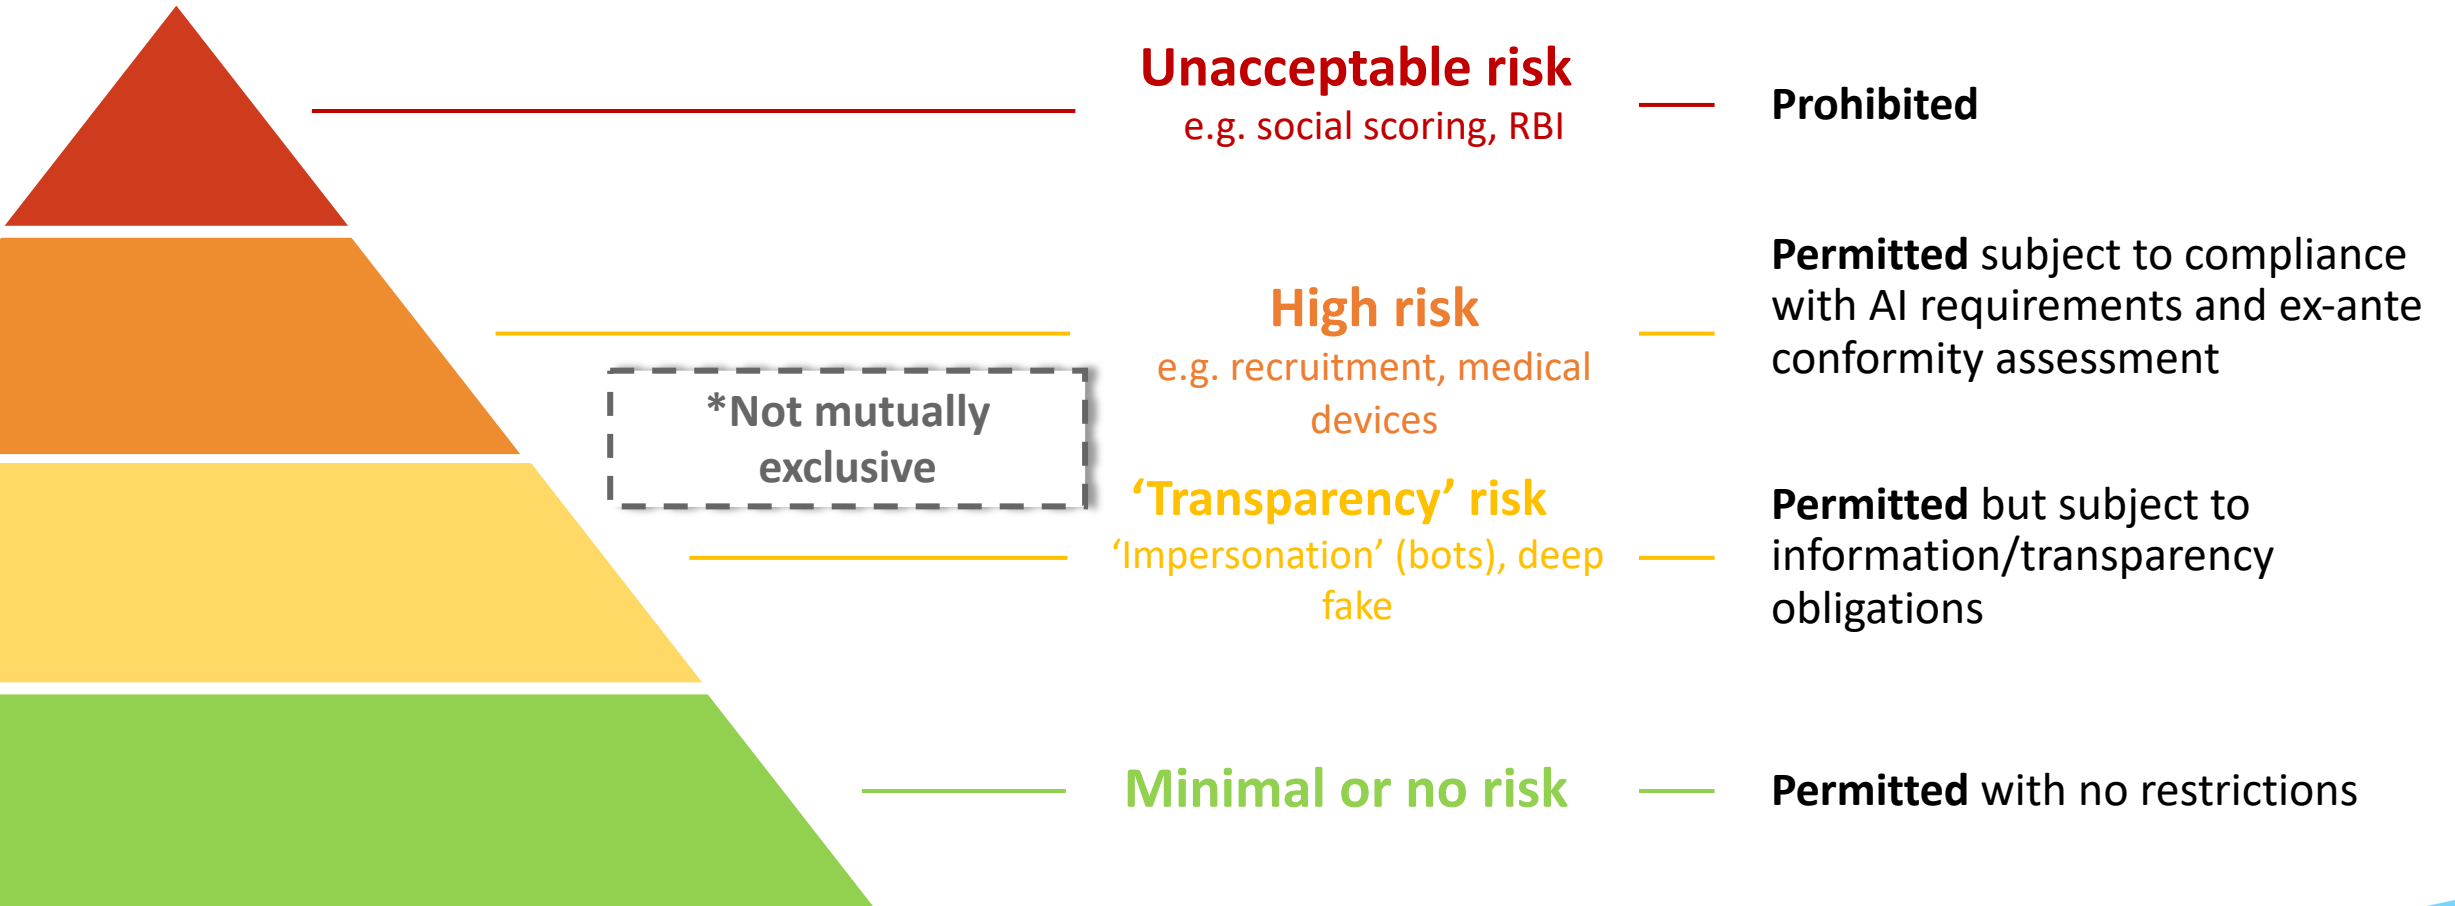 Unacceptable risk
e.g. social scoring, RBI
Prohibited
High risk
e.g. recruitment, medical
devices
Permitted subject to compliance
with AI requirements and ex-ante
conformity assessment
*Not mutually
exclusive
‘Transparency’ risk
‘Impersonation’ (bots), deep
fake
Permitted but subject to
information/transparency
obligations
Minimal or no risk
Permitted with no restrictions